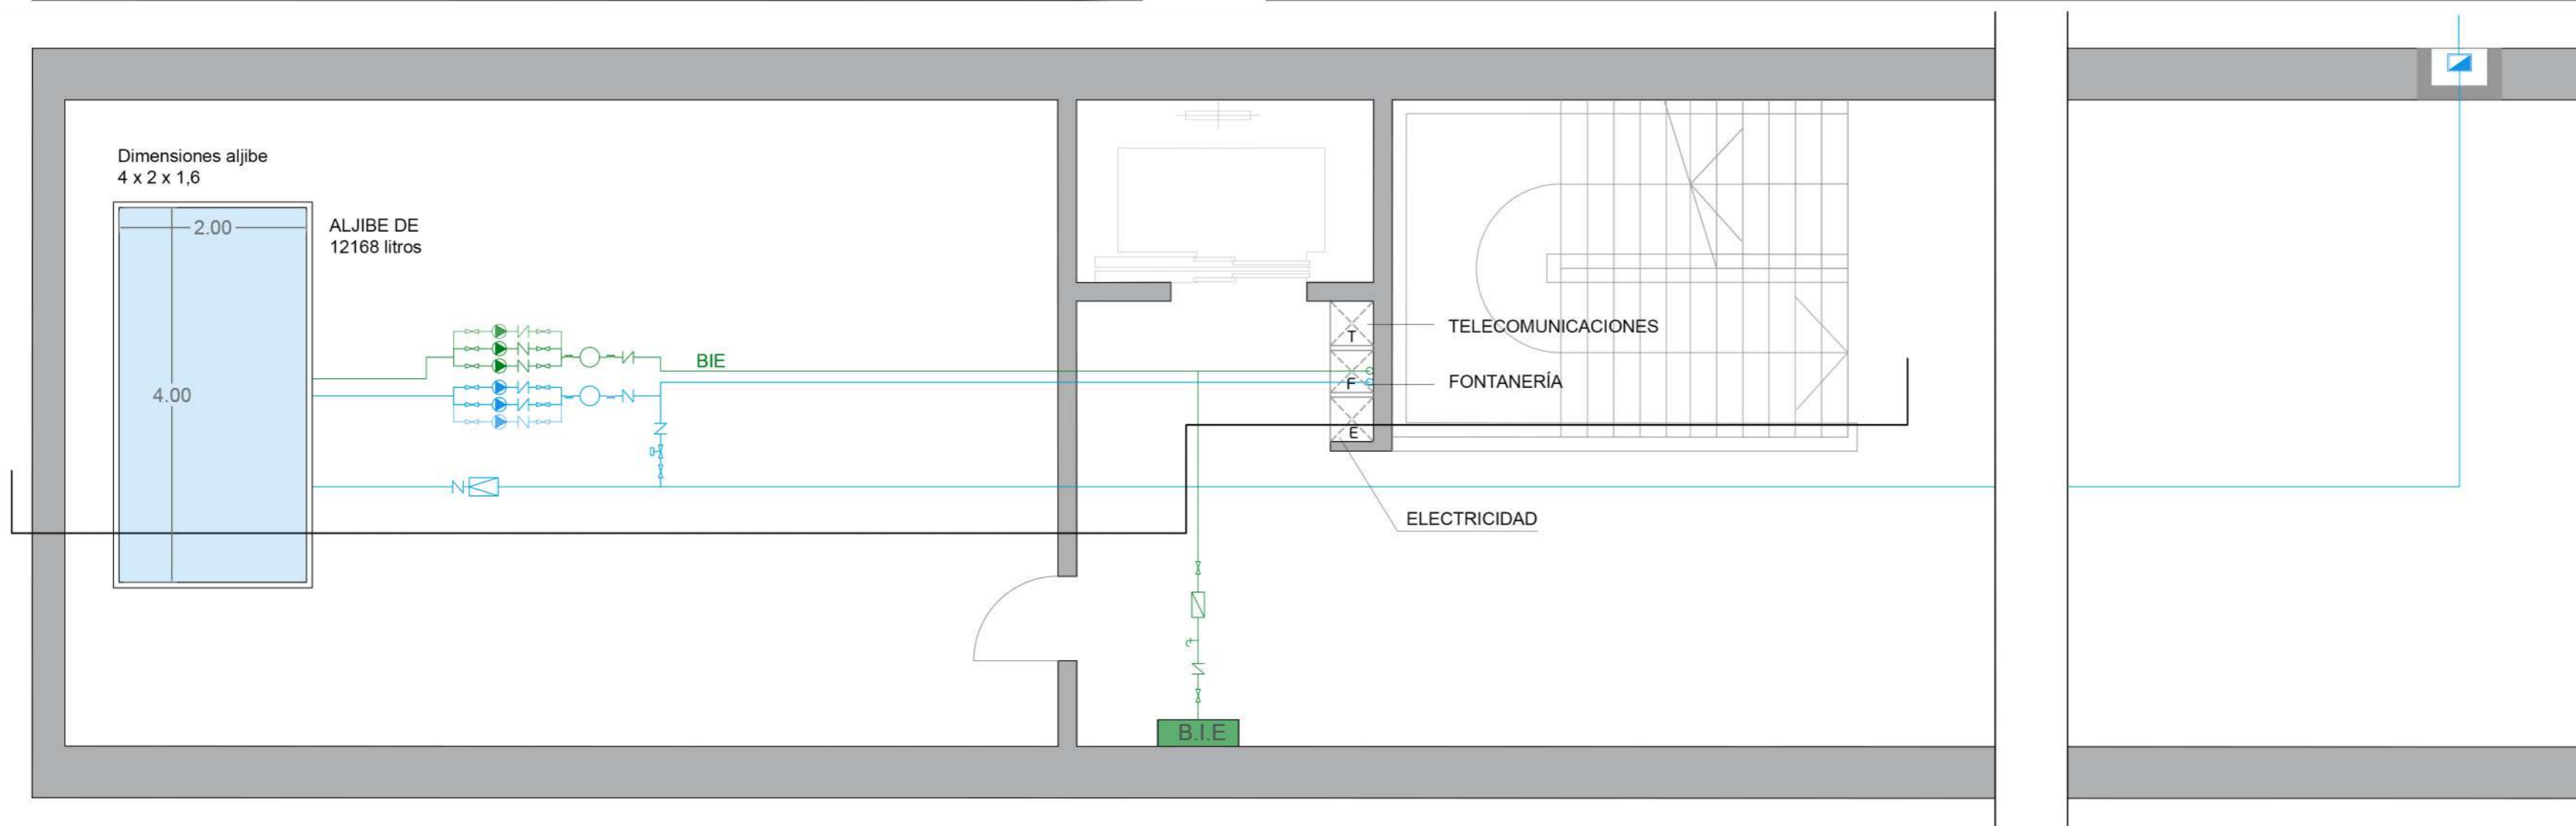 Dimensiones aljibe
4 x 2 x 1,6
2.00
ALJIBE DE
12168 litros
4.00
BIE
T
TELECOMUNICACIONES
F
FONTANERÍA
E
ELECTRICIDAD
B.I.E